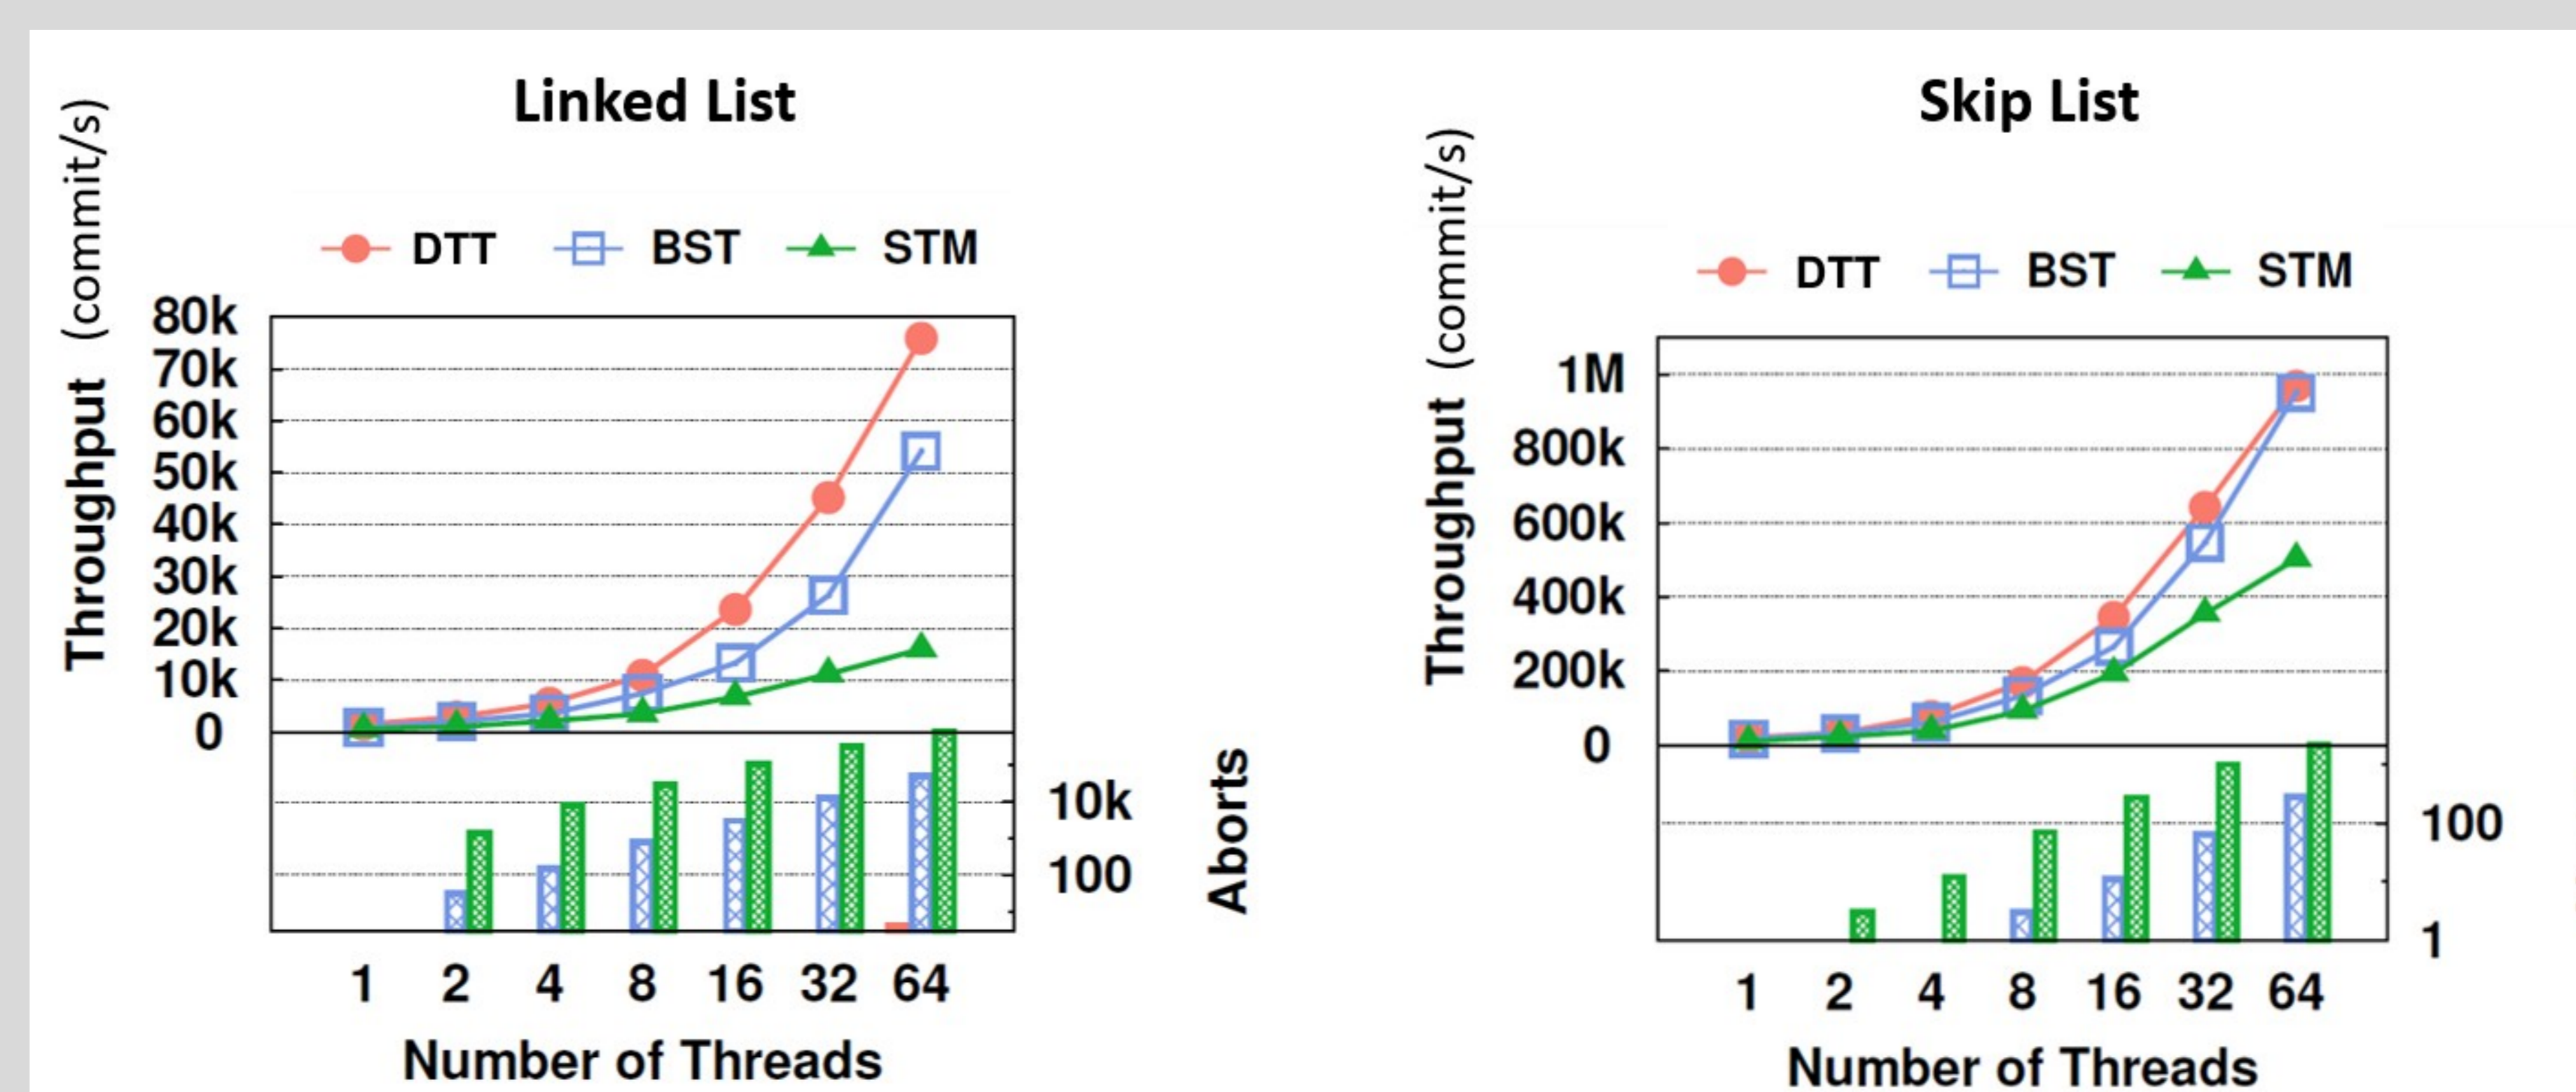 Linked List
Throughput (commit/s)
DTT BST STM
80k
70k
60k
50k
40k
30k
20k
10k
0
10k
100
Aborts
1 2 4 8 16 32 64
Number of Threads
Skip List
Throughput (commit/s)
DTT BST STM
1M
800k
600k
400k
200k
0
100
1
1 2 4 8 16 32 64
Number of Threads